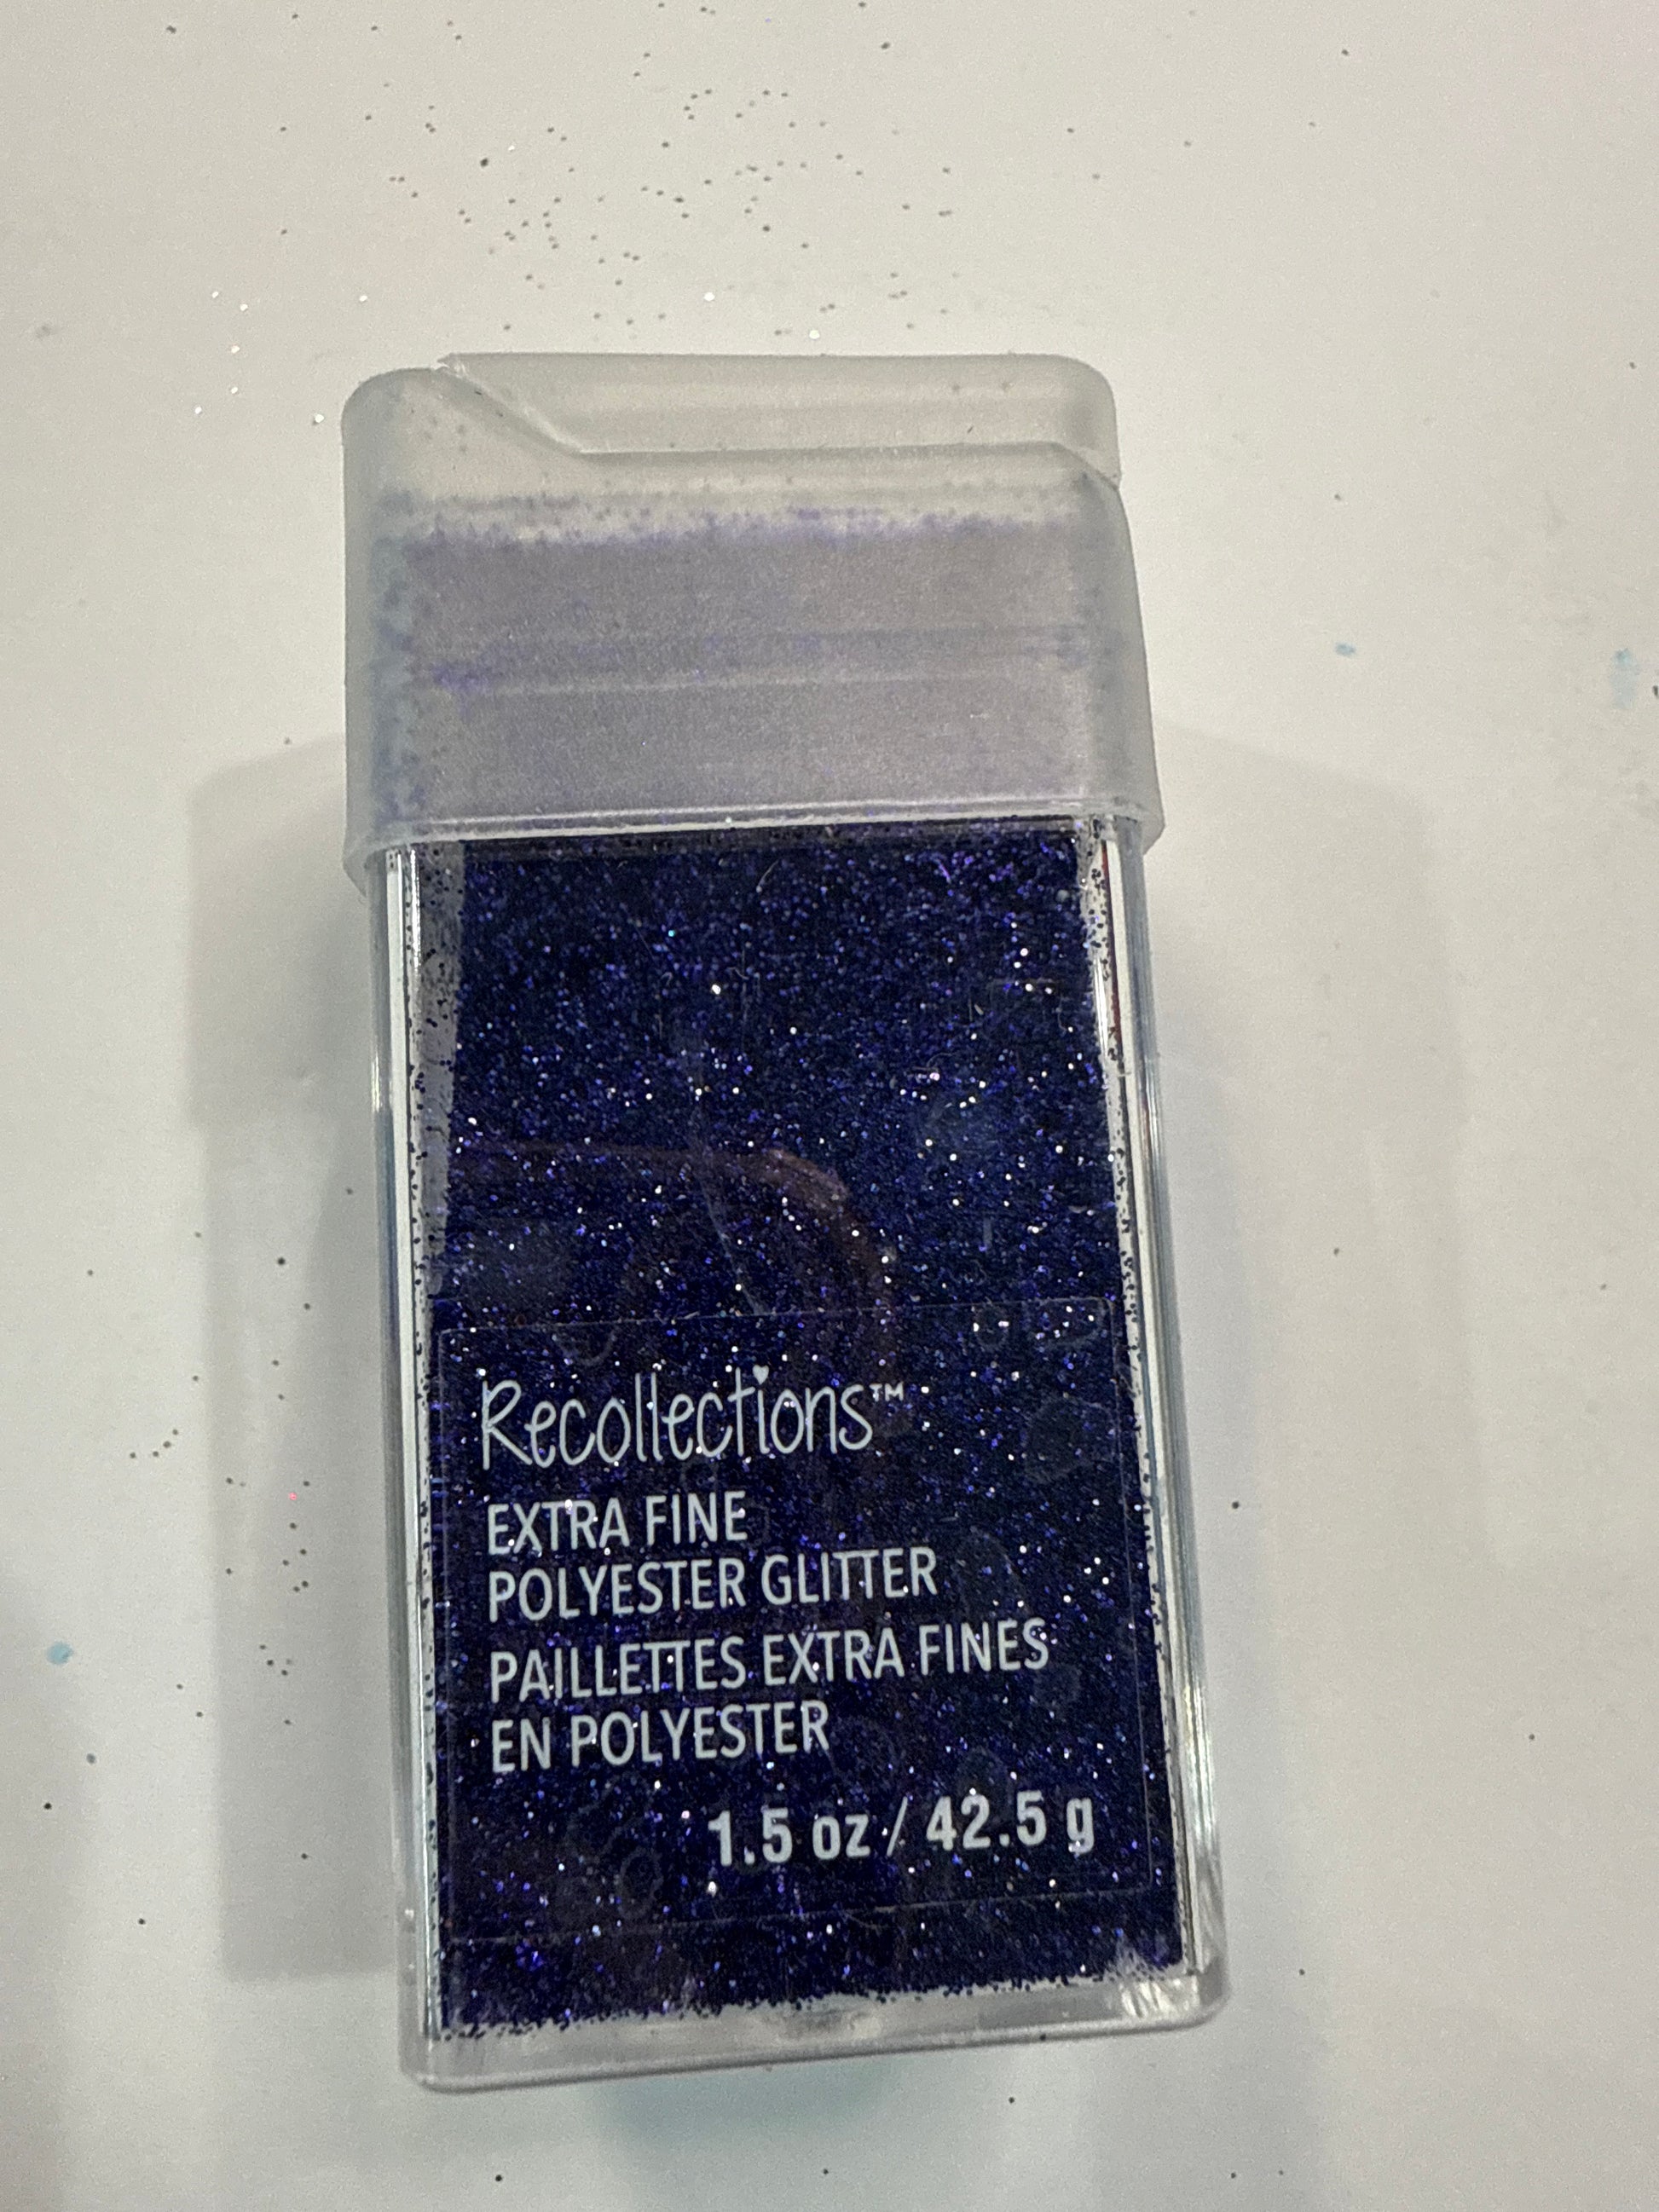 Recollections™
EXTRA FINE
POLYESTER GLITTER
PAILLETTES EXTRA FINES
EN POLYESTER
1.5 oz / 42.5 g